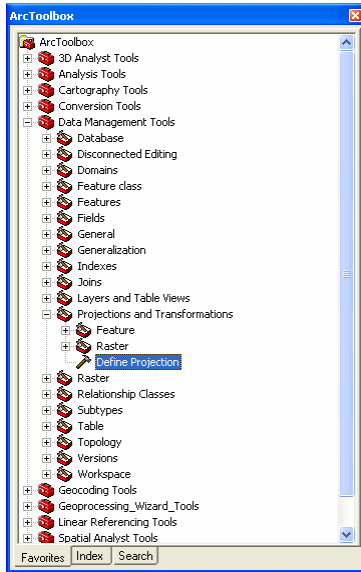 ArcToolbox
ArcToolbox
3D Analyst Tools
Analysis Tools
Cartography Tools
Conversion Tools
Data Management Tools
Database
Disconnected Editing
Domains
Feature class
Features
Fields
General
Generalization
Indexes
Joins
Layers and Table Views
Projections and Transformations
Feature
Raster
Define Projection
Raster
Relationship Classes
Subtypes
Table
Topology
Versions
Workspace
Geocoding Tools
Geoprocessing_Wizard_Tools
Linear Referencing Tools
Spatial Analyst Tools
Favorites Index Search